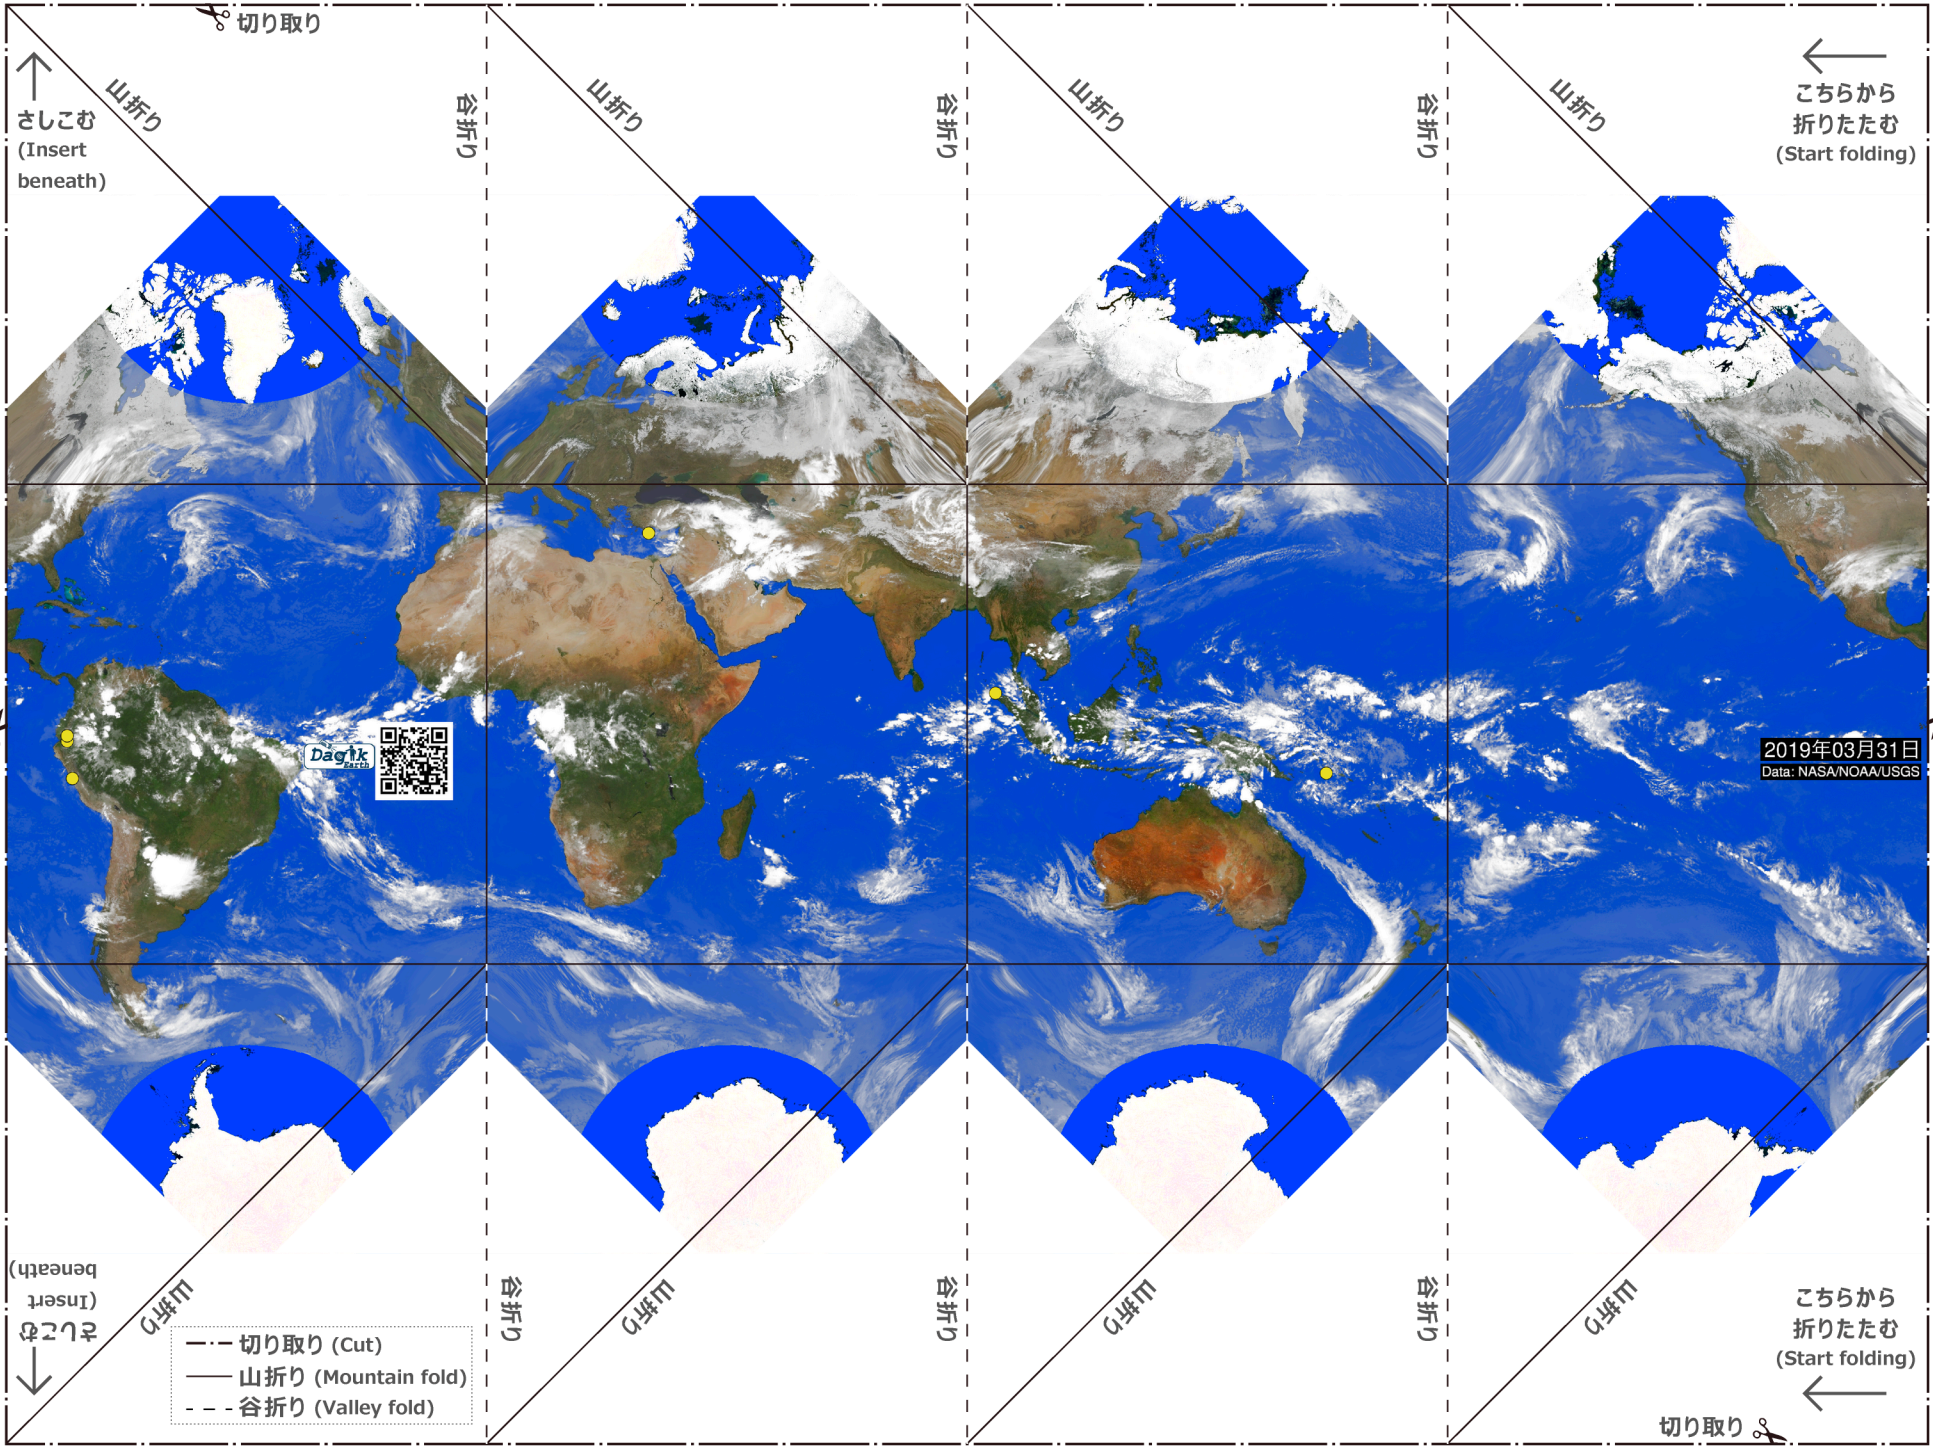 切り取り
山折り
谷折り
山折り
谷折り
山折り
谷折り
山折り
さしこむ
(Insert
beneath)
こちらから
折りたたむ
(Start folding)
Dagik
Earth
2019年03月31日
Data: NASA/NOAA/USGS
さしこむ
(Insert
beneath)
山折り
谷折り
山折り
谷折り
山折り
谷折り
山折り
こちらから
折りたたむ
(Start folding)
切り取り (Cut)
山折り (Mountain fold)
谷折り (Valley fold)
切り取り